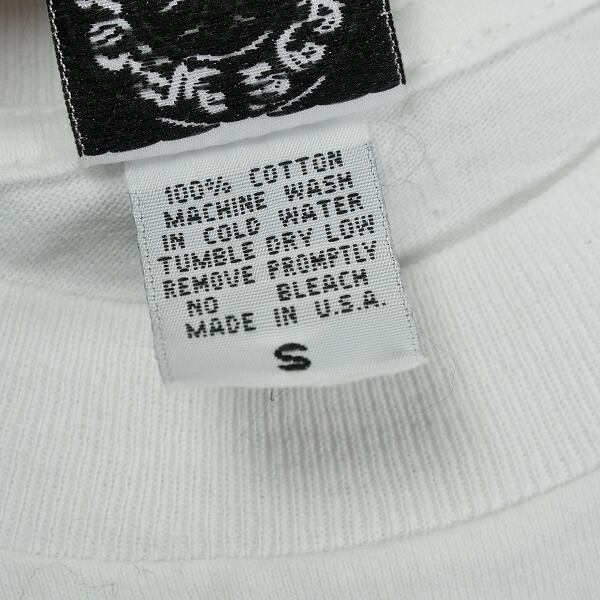 100% COTTON
MACHINE WASH
IN COLD WATER
TUMBLE DRY LOW
REMOVE PROMPTLY
NO BLEACH
MADE IN U.S.A.
S